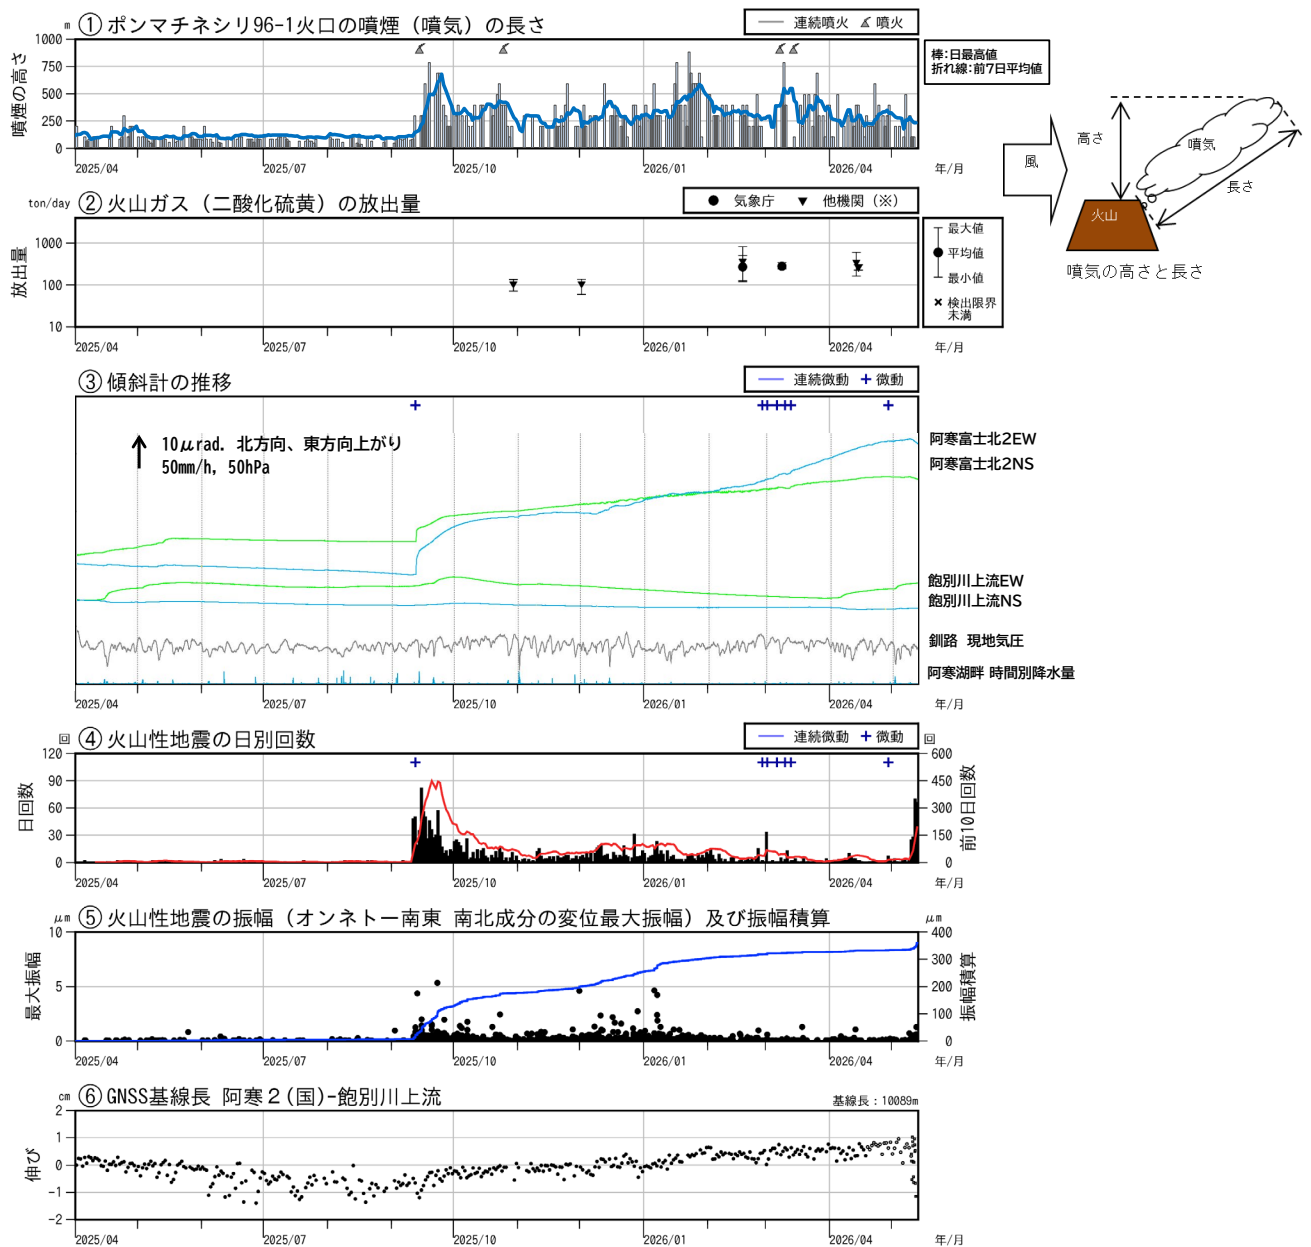 ① ポンマチネシリ96-1火口の噴煙（噴気）の長さ
m
連続噴火 噴火
噴煙の高さ
1000
750
500
250
0
2025/04 2025/07 2025/10 2026/01 2026/04 年/月
棒:日最高値
折れ線:前7日平均値
風
高さ
噴気
長さ
火山
噴気の高さと長さ
② 火山ガス（二酸化硫黄）の放出量
ton/day
気象庁 他機関（※）
放出量
1000
100
10
最大値
平均値
最小値
検出限界
未満
2025/04 2025/07 2025/10 2026/01 2026/04 年/月
③ 傾斜計の推移
連続微動 微動
10μrad. 北方向、東方向上がり
50mm/h, 50hPa
阿寒富士北2EW
阿寒富士北2NS
飽別川上流EW
飽別川上流NS
釧路 現地気圧
阿寒湖畔 時間別降水量
2025/04 2025/07 2025/10 2026/01 2026/04 年/月
④ 火山性地震の日別回数
回
連続微動 微動
回
日回数
120
90
60
30
0
600
450
300
150
0
前10日回数
2025/04 2025/07 2025/10 2026/01 2026/04 年/月
⑤ 火山性地震の振幅（オンネトー南東 南北成分の変位最大振幅）及び振幅積算
μm
μm
最大振幅
10
5
0
400
300
200
100
0
振幅積算
2025/04 2025/07 2025/10 2026/01 2026/04 年/月
⑥ GNSS基線長 阿寒２(国)-飽別川上流
cm
基線長：10089m
伸び
2
1
0
-1
-2
2025/04 2025/07 2025/10 2026/01 2026/04 年/月